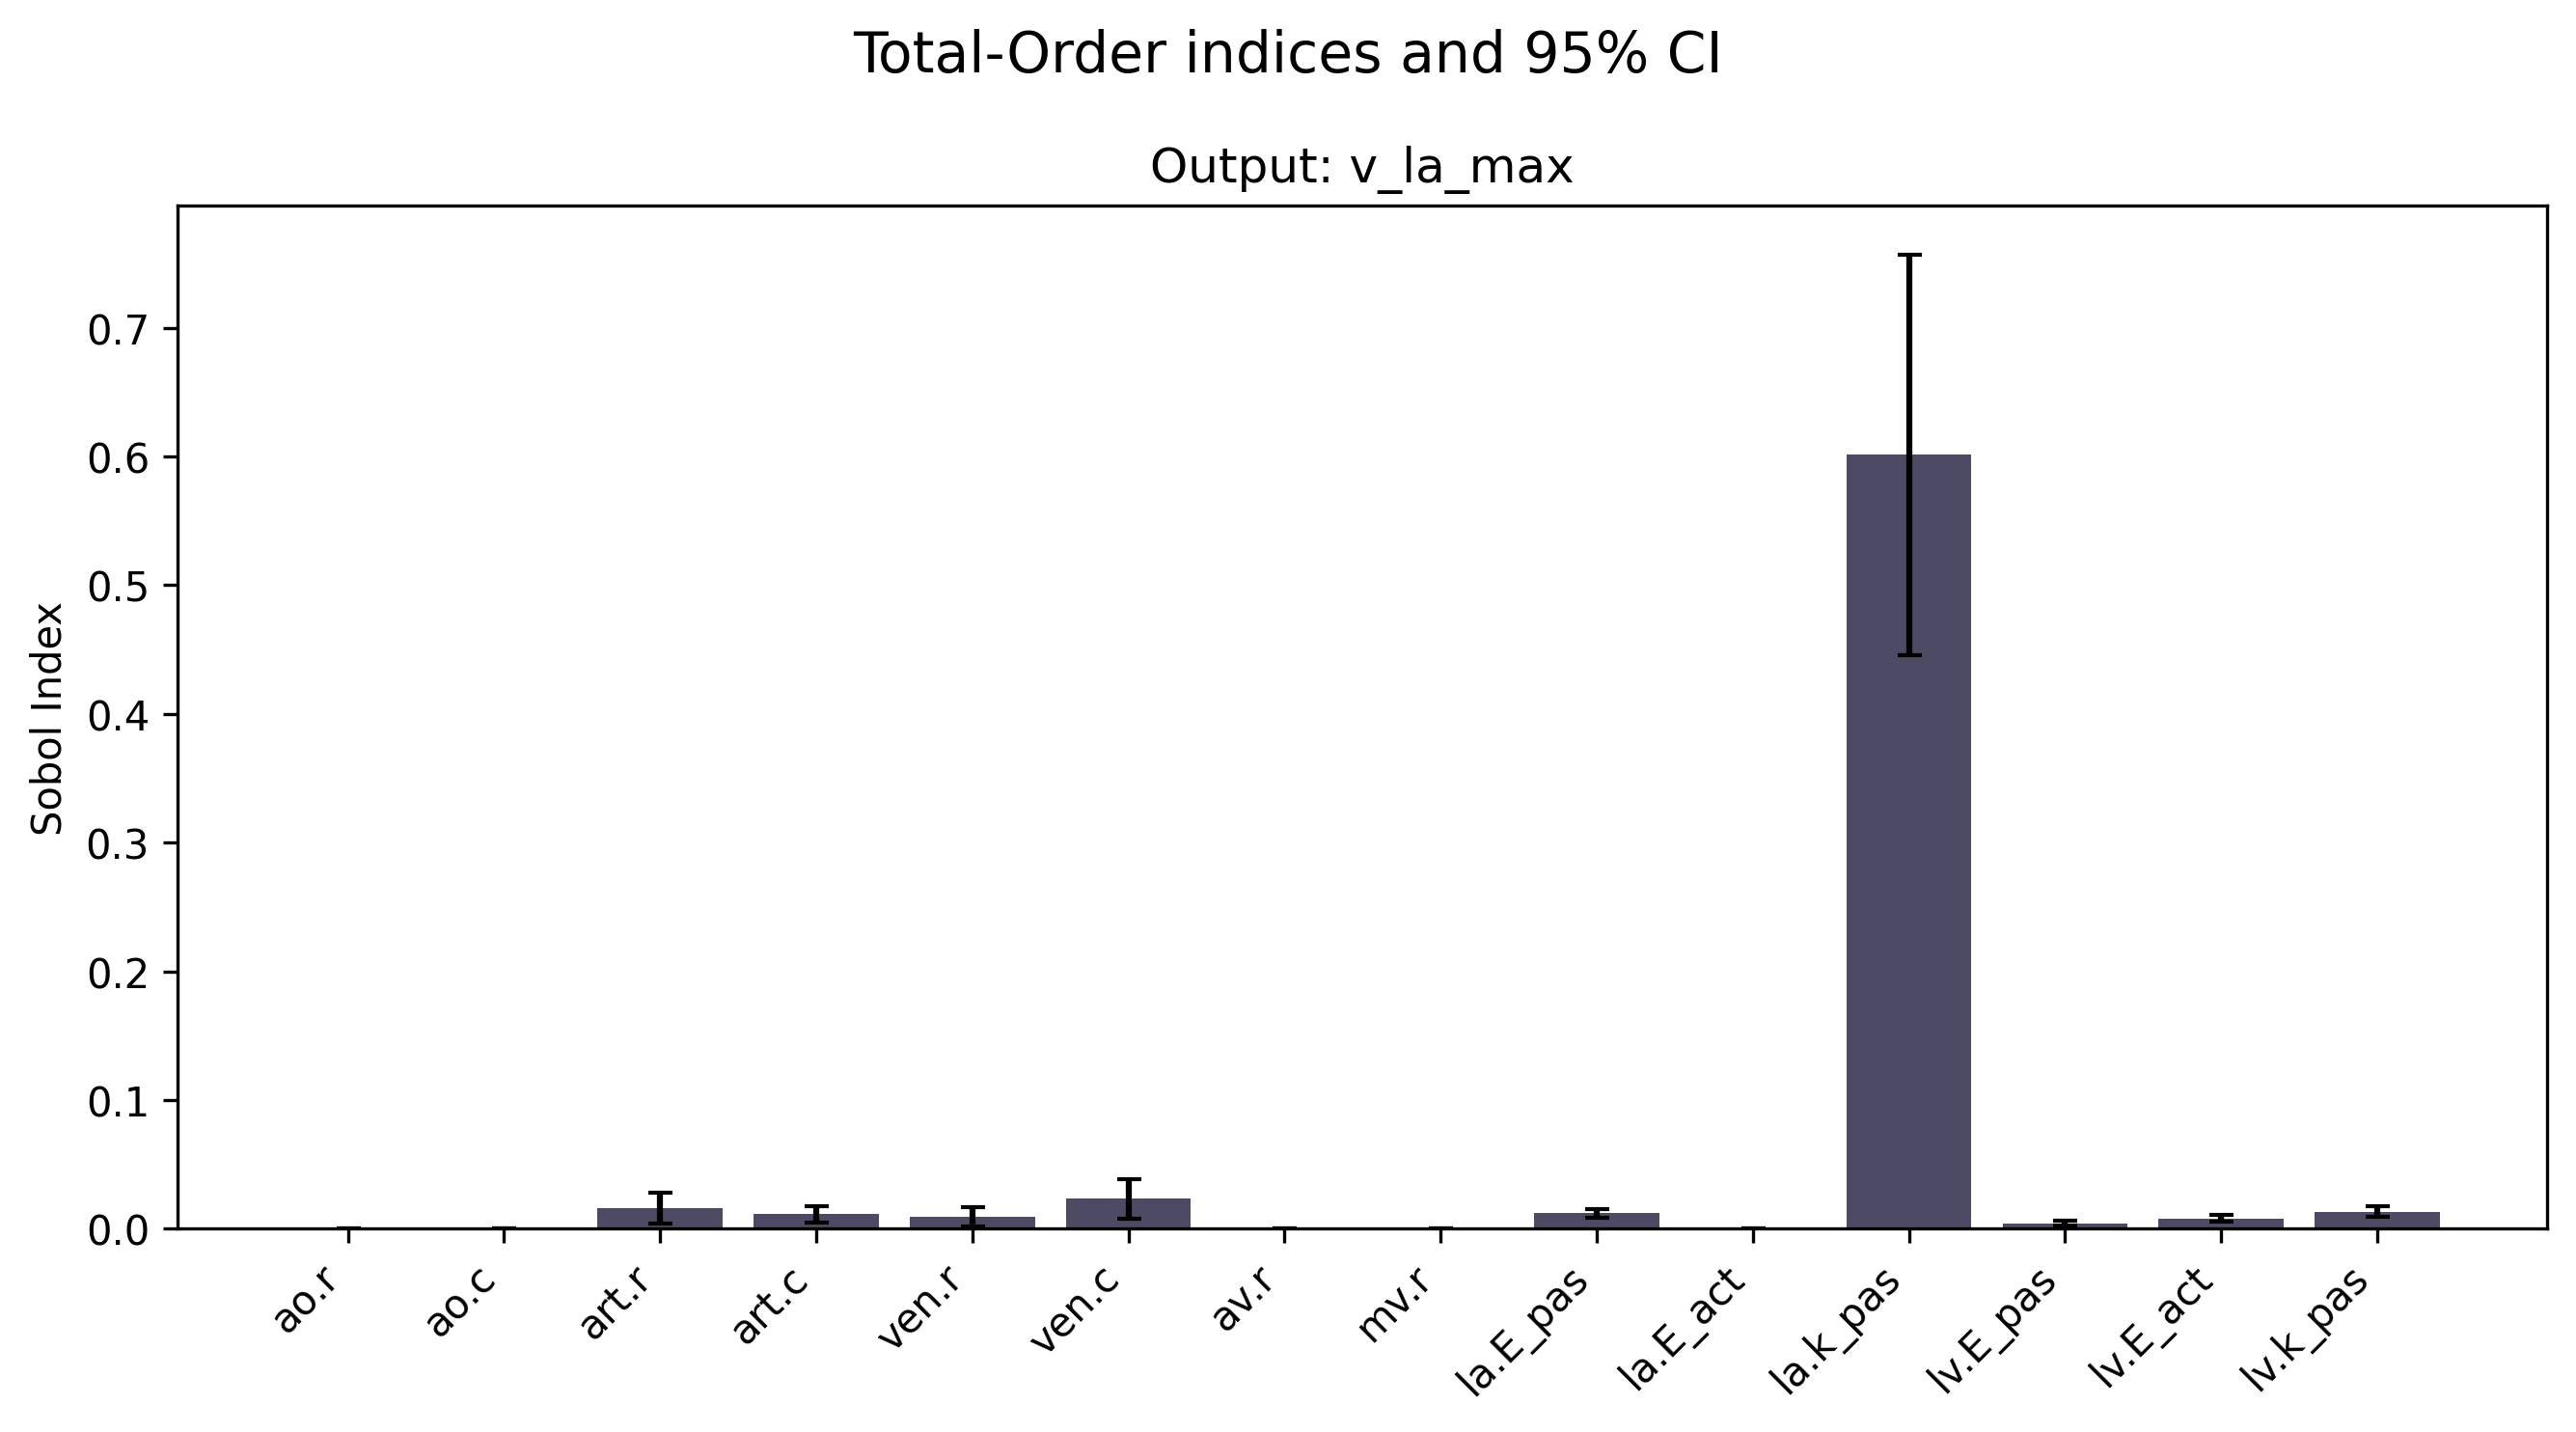 Total-Order indices and 95% CI
Output: v_la_max
Sobol Index
0.7
0.6
0.5
0.4
0.3
0.2
0.1
0.0
ao.r
ao.c
art.r
art.c
ven.r
ven.c
av.r
mv.r
la.E_pas
la.E_act
la.k_pas
lv.E_pas
lv.E_act
lv.k_pas